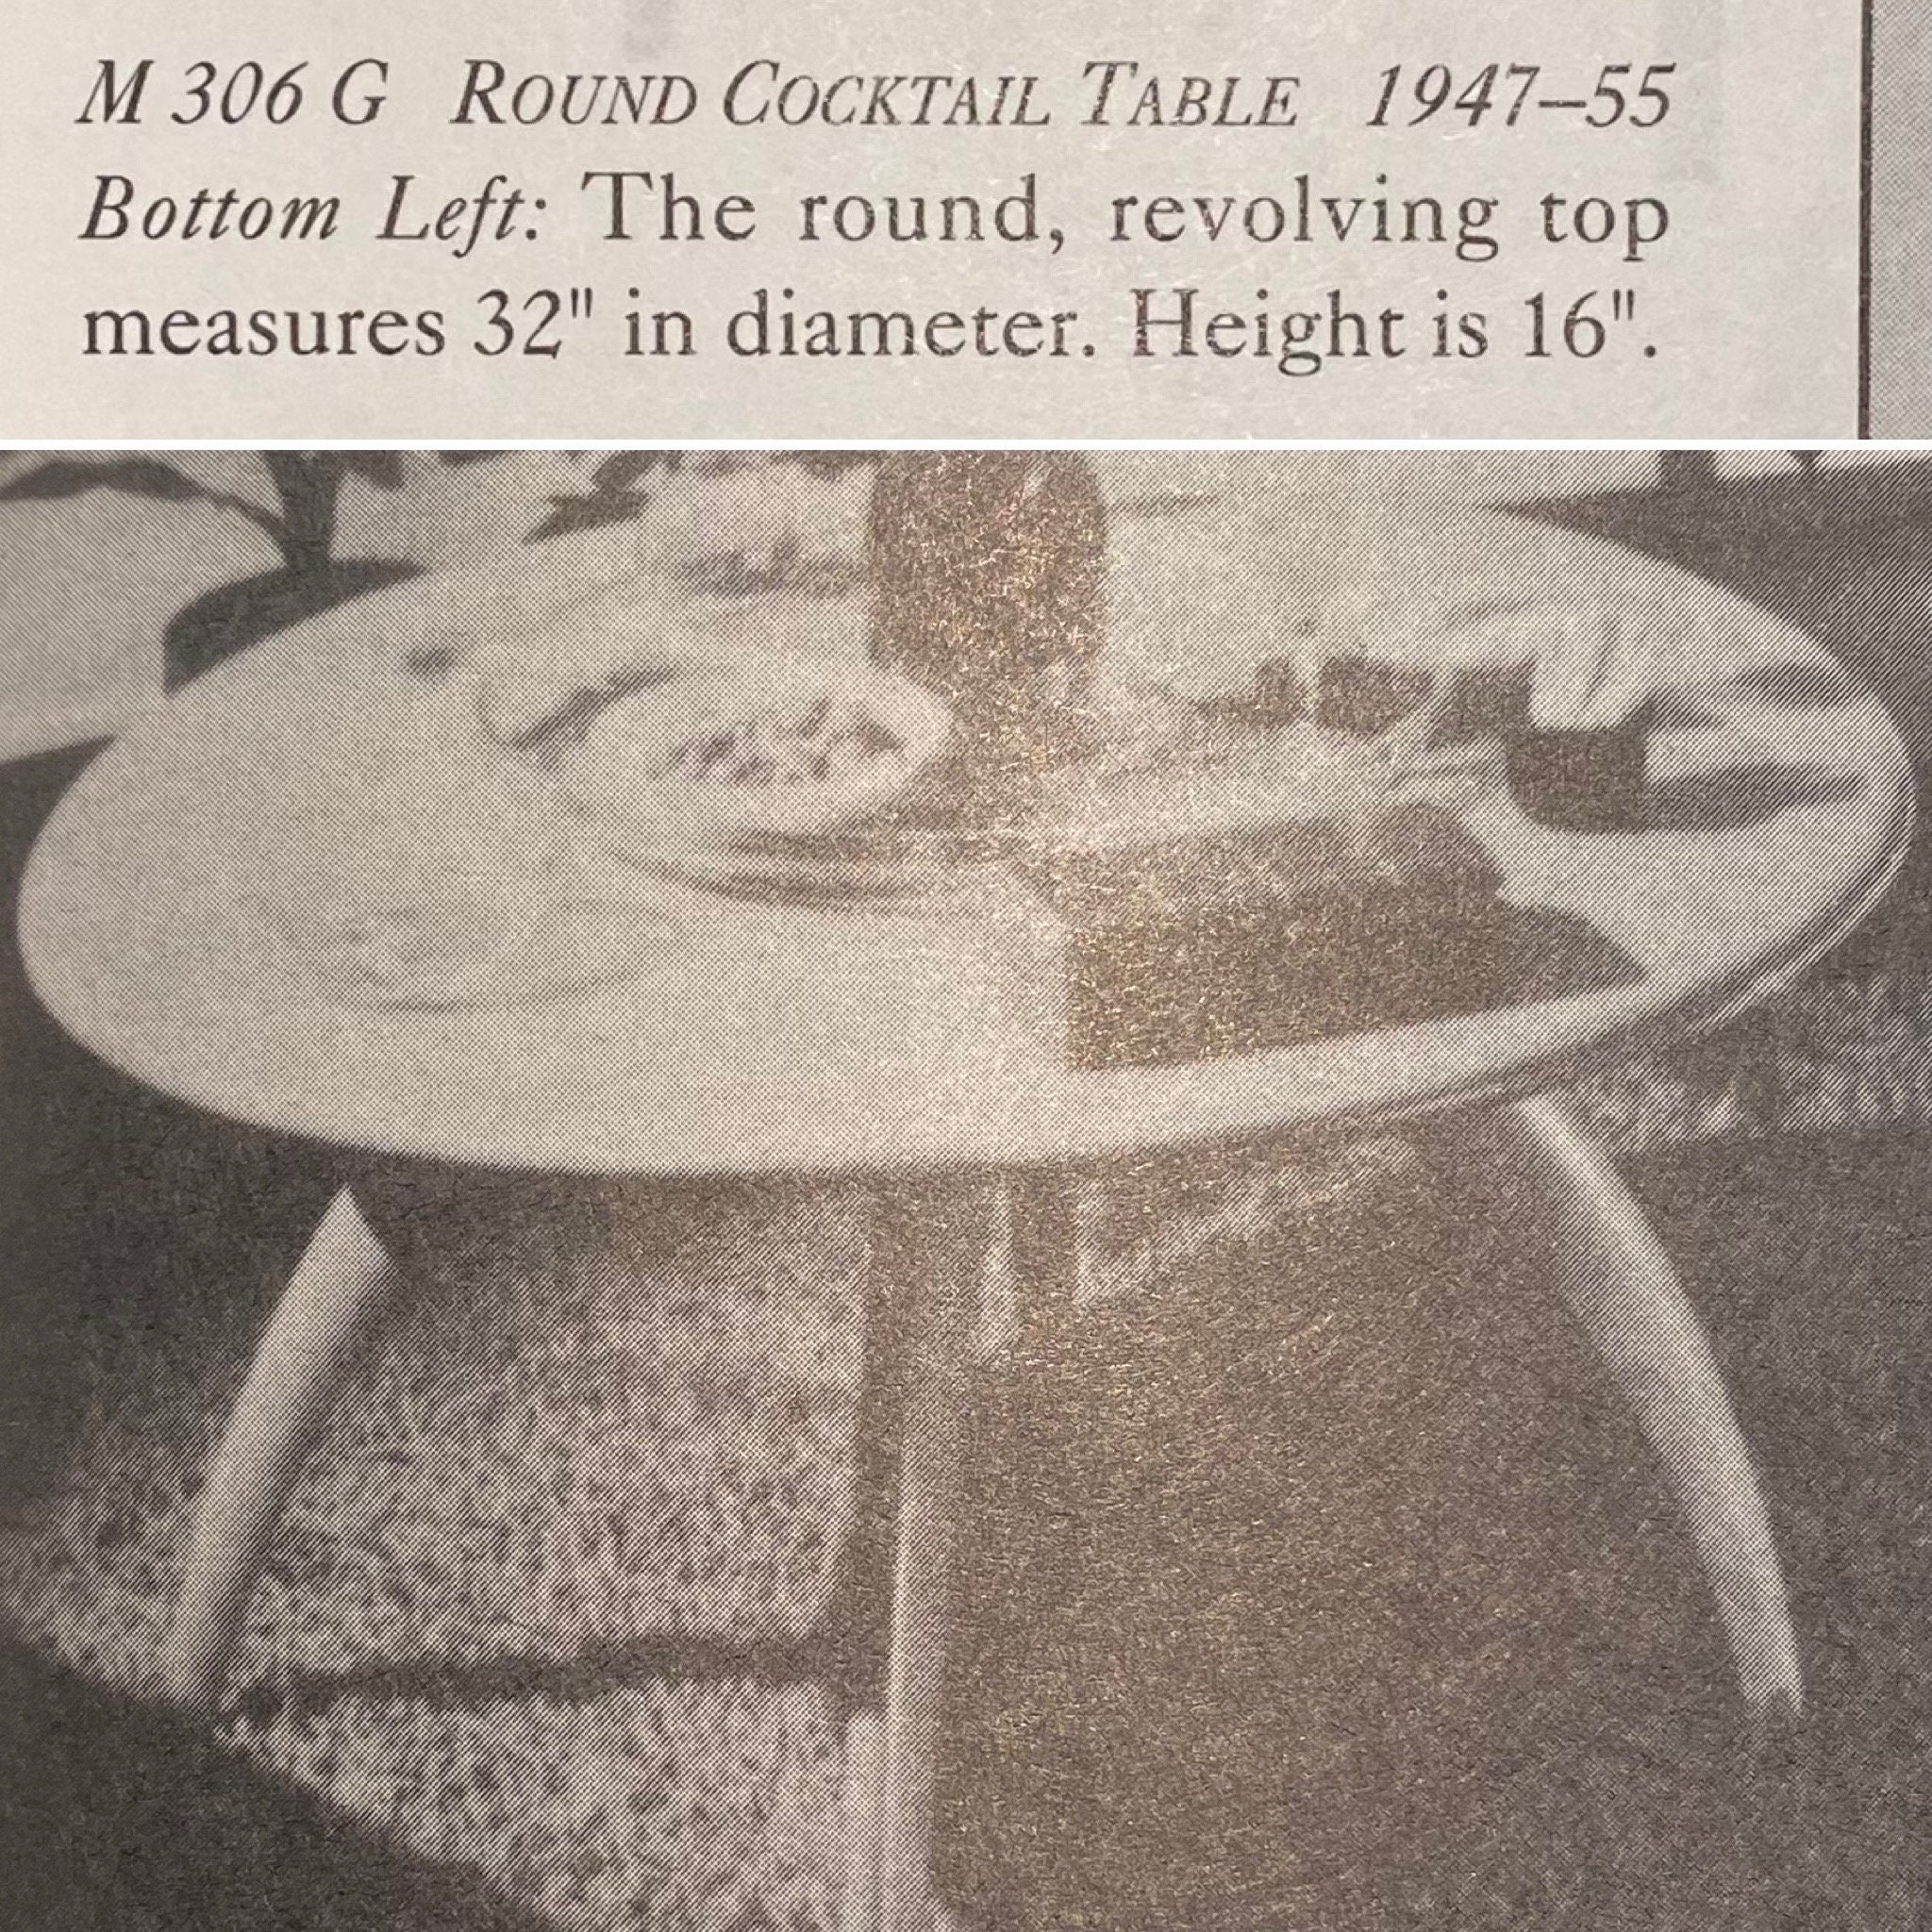 M 306 G ROUND COCKTAIL TABLE 1947–55
Bottom Left: The round, revolving top
measures 32" in diameter. Height is 16".